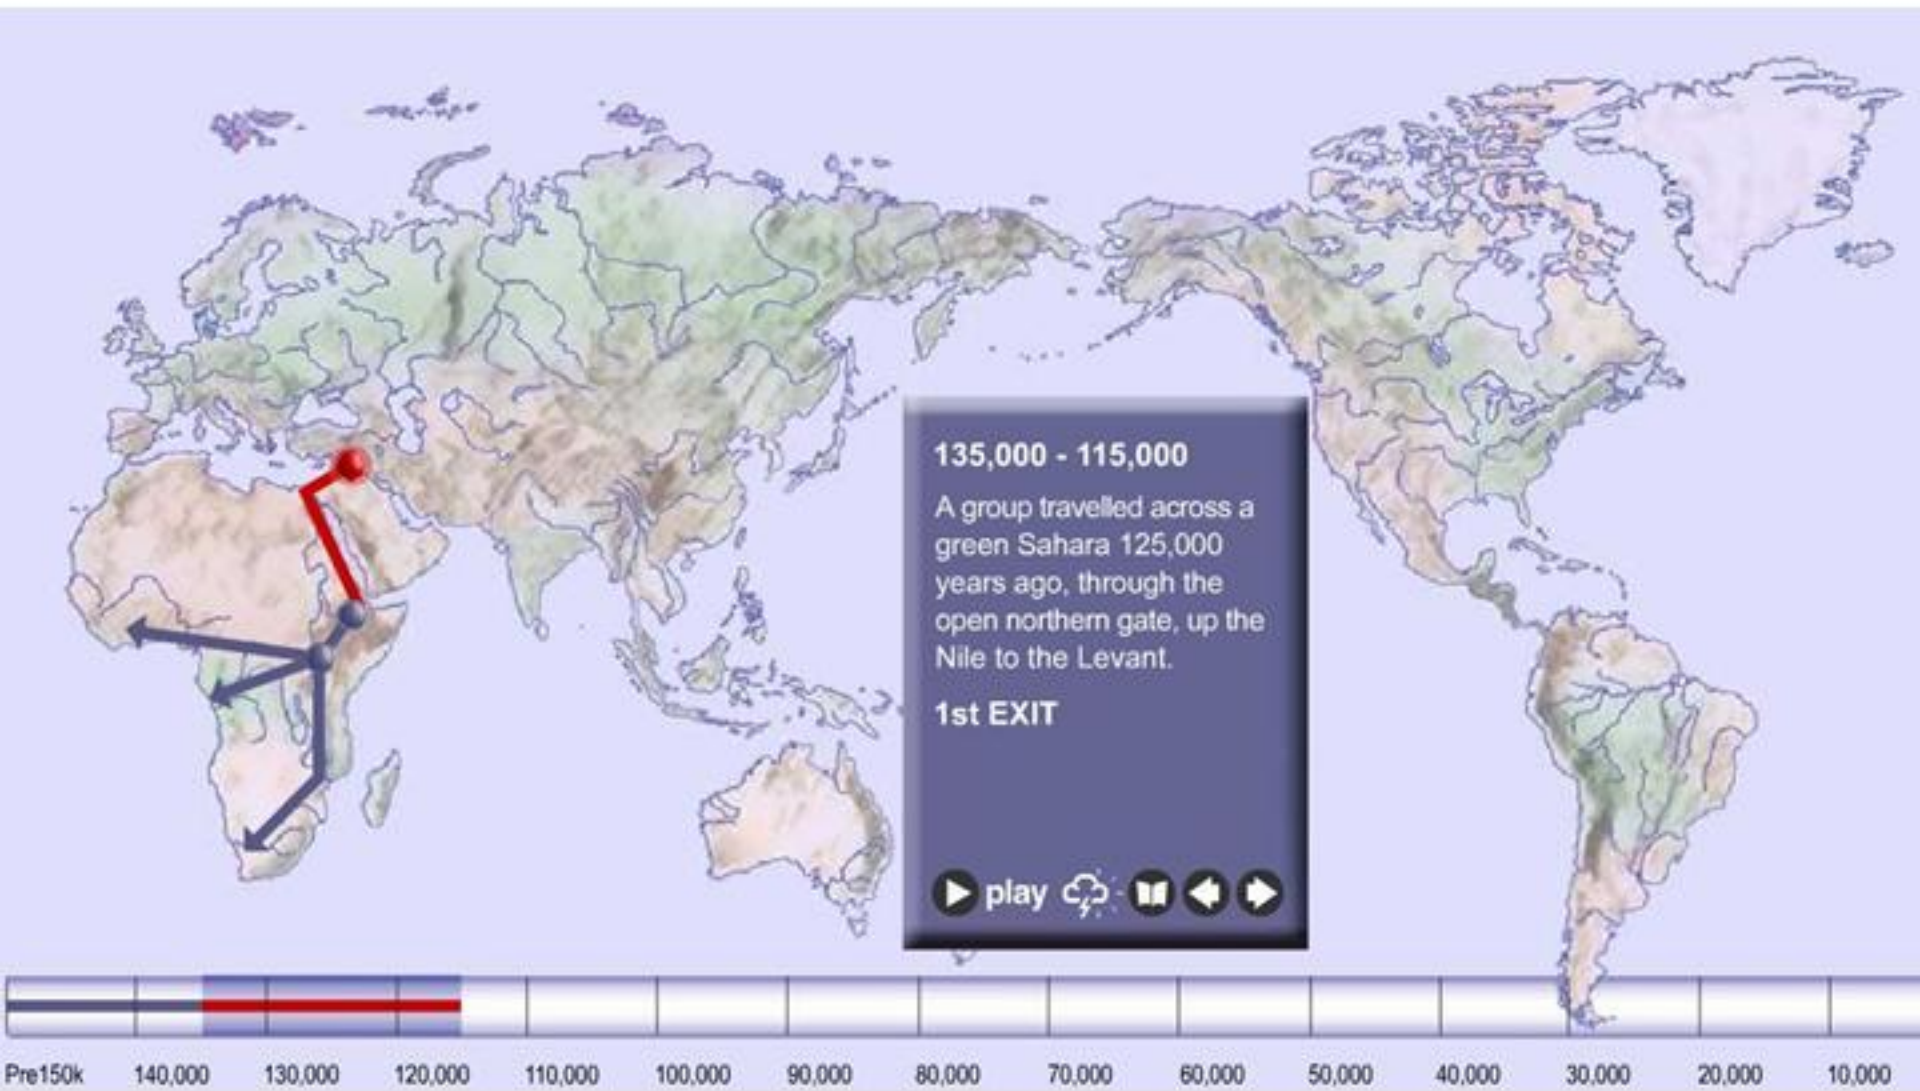 135,000 - 115,000
A group travelled across a
green Sahara 125,000
years ago, through the
open northern gate, up the
Nile to the Levant.
1st EXIT
play
Pre150k 140,000 130,000 120,000 110,000 100,000 90,000 80,000 70,000 60,000 50,000 40,000 30,000 20,000 10,000